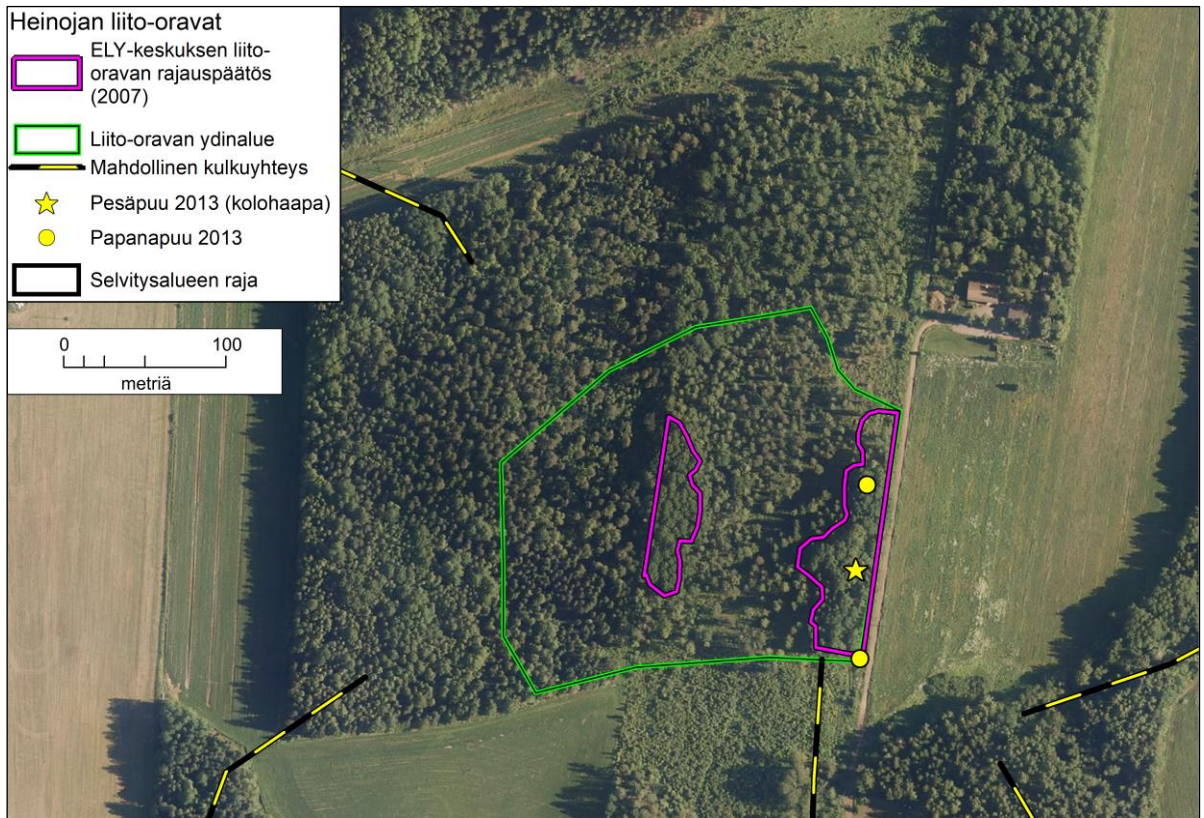 Heinojan liito-oravat
ELY-keskuksen liito-
oravan rajauspäätös
(2007)
Liito-oravan ydinalue
Mahdollinen kulkuyhteys
Pesäpuu 2013 (kolohaapa)
Papanapuu 2013
Selvitysalueen raja
0 100
metriä